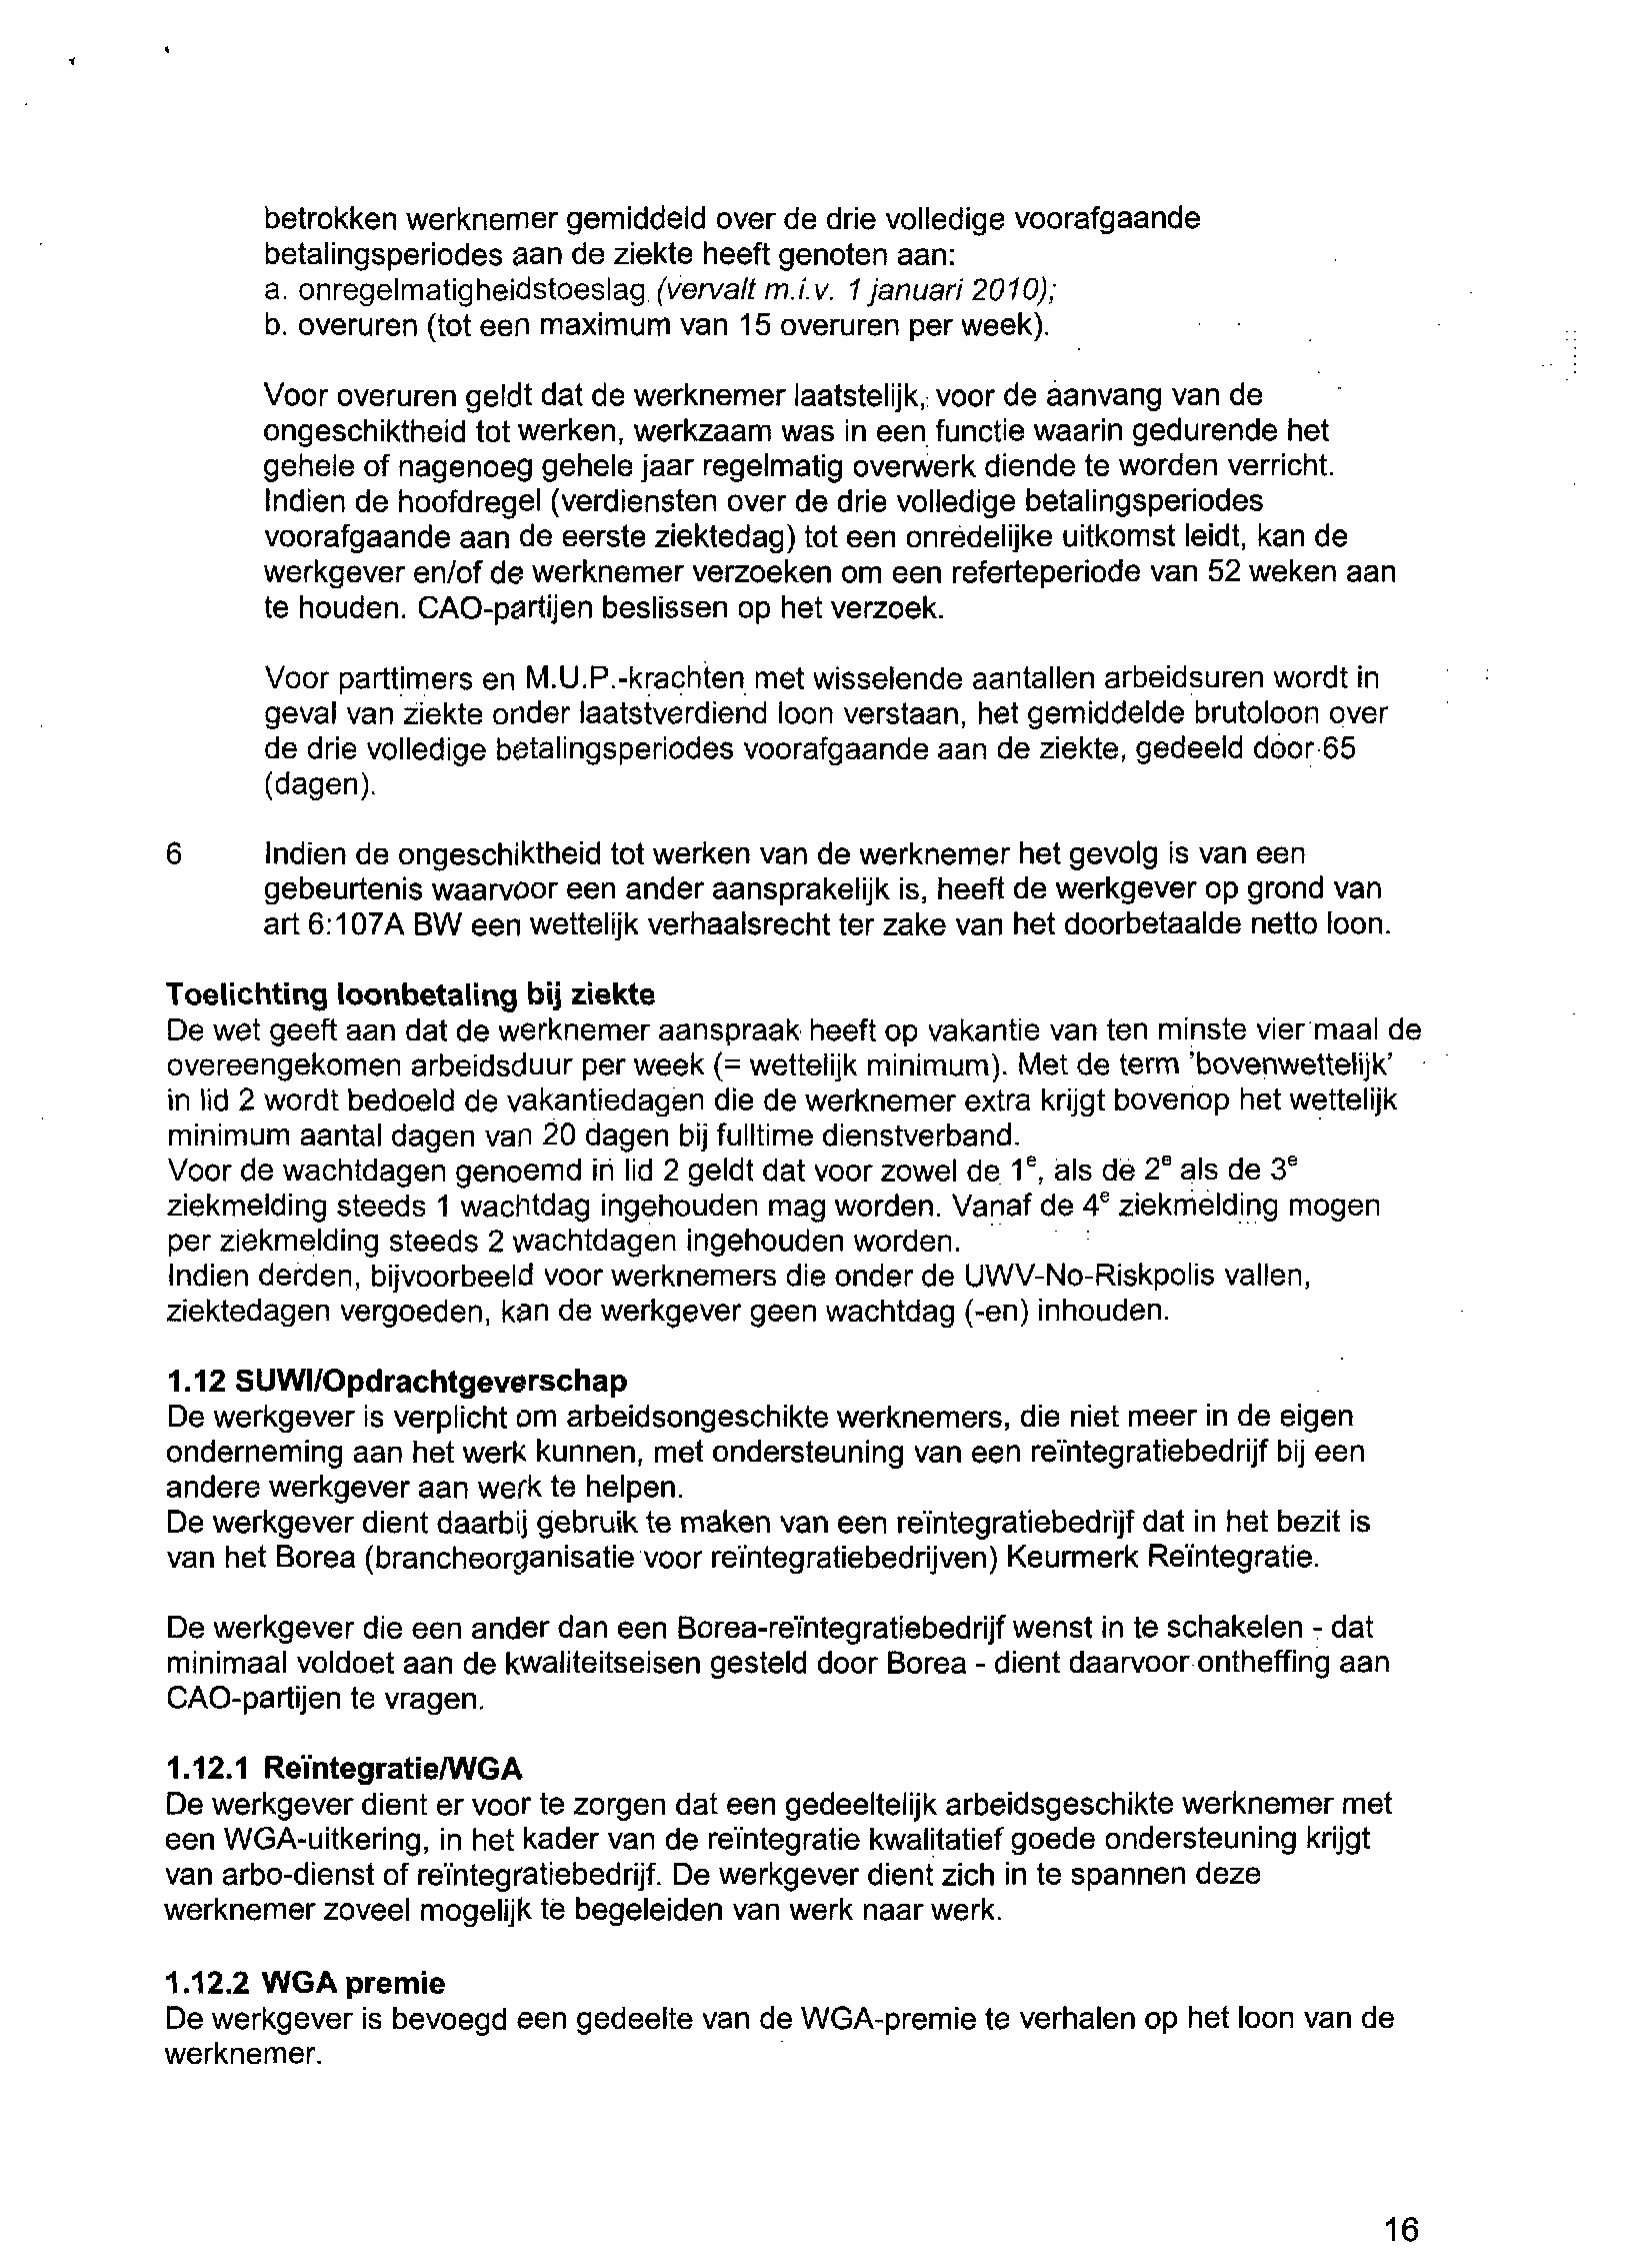 betrokken werknemer gemiddeld over de drie volledige voorafgaande
betalingsperiodes aan de ziekte heeft genoten aan:
a. onregelmatigheidstoeslag (vervalt m.i.v. 1 januari 2010);
b. overuren (tot een maximum van 15 overuren per week).
Voor overuren geldt dat de werknemer laatstelijk, voor de aanvang van de
ongeschiktheid tot werken, werkzaam was in een functie waarin gedurende het
gehele of nagenoeg gehele jaar regelmatig overwerk diende te worden verricht.
Indien de hoofdregel (verdiensten over de drie volledige betalingsperiodes
voorafgaande aan de eerste ziektedag) tot een onredelijke uitkomst leidt, kan de
werkgever en/of de werknemer verzoeken om een referteperiode van 52 weken aan
te houden. CAO-partijen beslissen op het verzoek.
Voor parttimers en M.U.P.-krachten met wisselende aantallen arbeidsuren wordt in
geval van ziekte onder laatstverdiend loon verstaan, het gemiddelde brutoloon over
de drie volledige betalingsperiodes voorafgaande aan de ziekte, gedeeld door 65
(dagen).
6 Indien de ongeschiktheid tot werken van de werknemer het gevolg is van een
gebeurtenis waarvoor een ander aansprakelijk is, heeft de werkgever op grond van
art 6:107A BW een wettelijk verhaalsrecht ter zake van het doorbetaalde netto loon.
Toelichting loonbetaling bij ziekte
De wet geeft aan dat de werknemer aanspraak heeft op vakantie van ten minste vier maal de
overeengekomen arbeidsduur per week (= wettelijk minimum). Met de term 'bovenwettelijk'
in lid 2 wordt bedoeld de vakantiedagen die de werknemer extra krijgt bovenop het wettelijk
minimum aantal dagen van 20 dagen bij fulltime dienstverband.
Voor de wachtdagen genoemd in lid 2 geldt dat voor zowel de 1e, als de 2e als de 3e
ziekmelding steeds 1 wachtdag ingehouden mag worden. Vanaf de 4e ziekmelding mogen
per ziekmelding steeds 2 wachtdagen ingehouden worden.
Indien derden, bijvoorbeeld voor werknemers die onder de UWV-No-Riskpolis vallen,
ziektedagen vergoeden, kan de werkgever geen wachtdag (-en) inhouden.
1.12 SUWI/Opdrachtgeverschap
De werkgever is verplicht om arbeidsongeschikte werknemers, die niet meer in de eigen
onderneming aan het werk kunnen, met ondersteuning van een reïntegratiebedrijf bij een
andere werkgever aan werk te helpen.
De werkgever dient daarbij gebruik te maken van een reïntegratiebedrijf dat in het bezit is
van het Borea (brancheorganisatie voor reïntegratiebedrijven) Keurmerk Reïntegratie.
De werkgever die een ander dan een Borea-reïntegratiebedrijf wenst in te schakelen - dat
minimaal voldoet aan de kwaliteitseisen gesteld door Borea - dient daarvoor ontheffing aan
CAO-partijen te vragen.
1.12.1 Reïntegratie/WGA
De werkgever dient er voor te zorgen dat een gedeeltelijk arbeidsgeschikte werknemer met
een WGA-uitkering, in het kader van de reïntegratie kwalitatief goede ondersteuning krijgt
van arbo-dienst of reïntegratiebedrijf. De werkgever dient zich in te spannen deze
werknemer zoveel mogelijk te begeleiden van werk naar werk.
1.12.2 WGA premie
De werkgever is bevoegd een gedeelte van de WGA-premie te verhalen op het loon van de
werknemer.
16